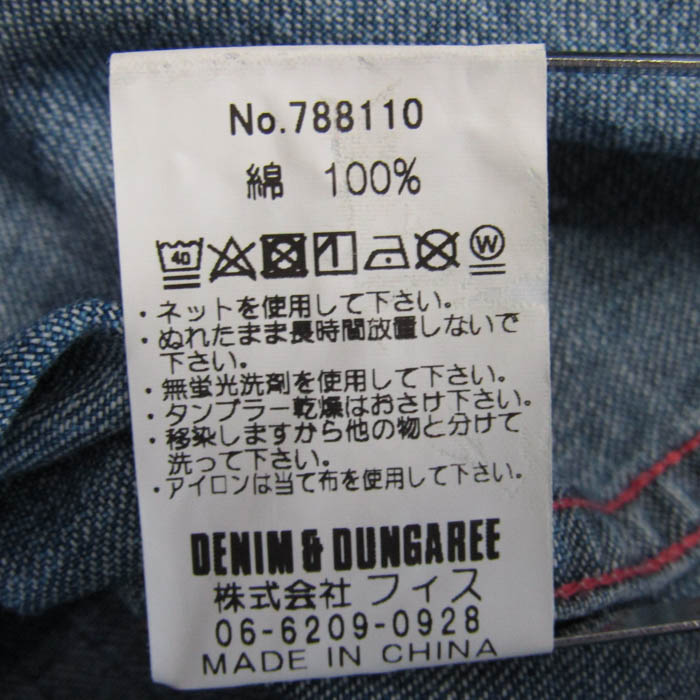 No.788110
綿 100%
40 W
・ネットを使用して下さい。
・ぬれたまま長時間放置しないで
下さい。
・無蛍光洗剤を使用して下さい。
・タンブラー乾燥はおさけ下さい。
・移染しますから他の物と分けて
洗って下さい。
・アイロンは当て布を使用して下さい。
DENIM & DUNGAREE
株式会社 フィス
06-6209-0928
MADE IN CHINA